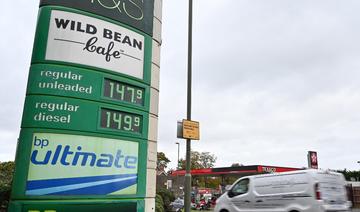 M&S
WILD BEAN
Cafe
regular
unleaded 147.9
regular
diesel 149.9
bp
ultimate
TEXACO